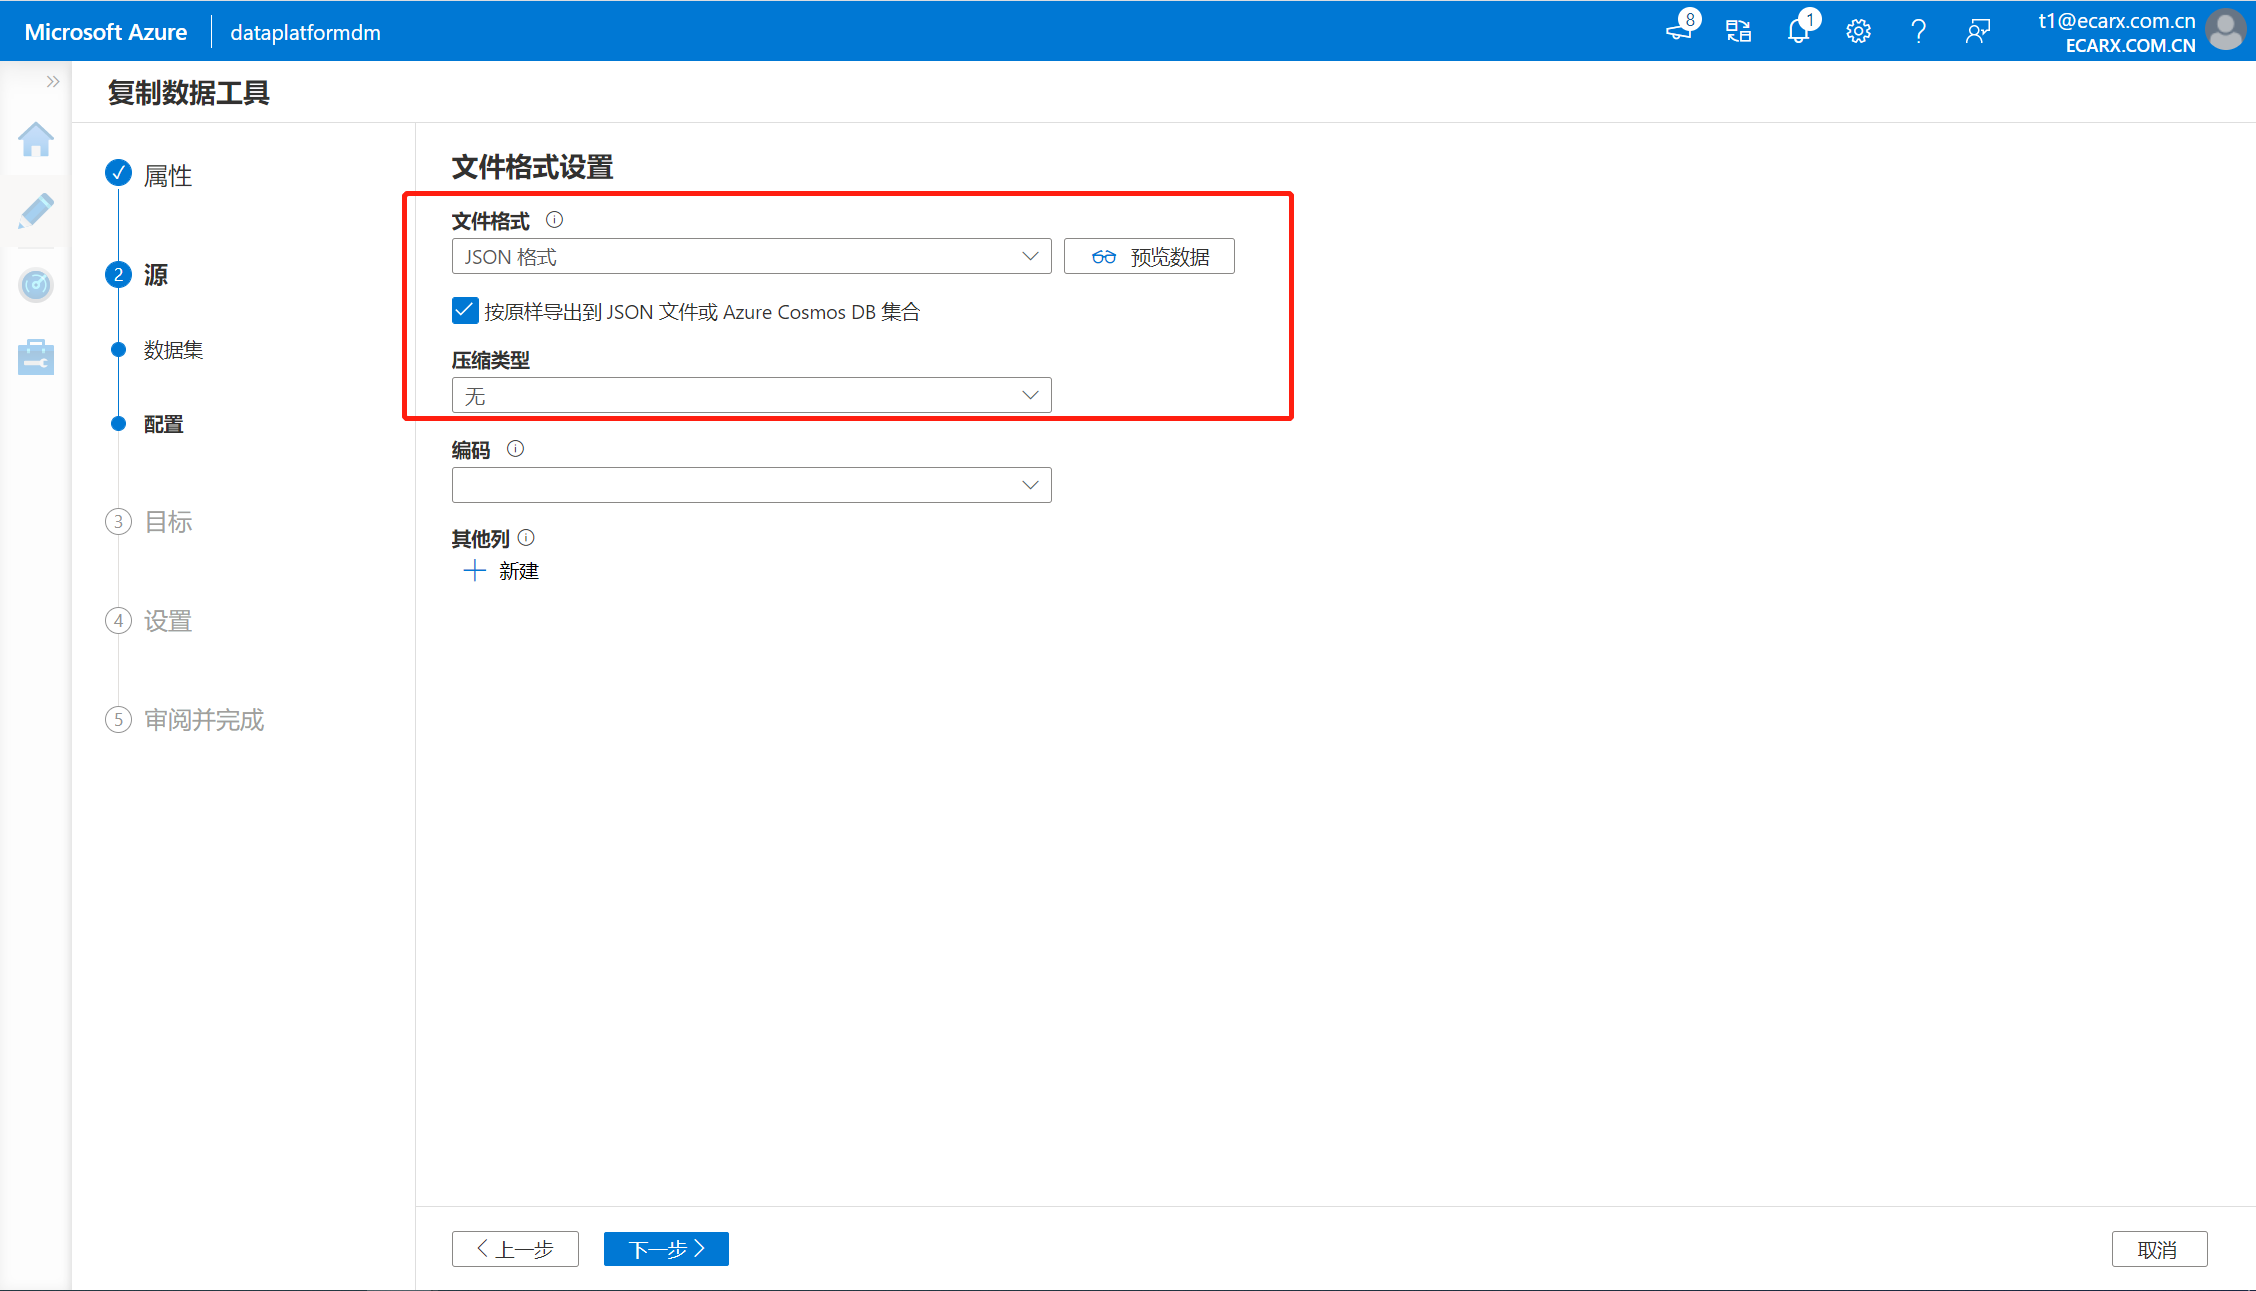 Microsoft Azure
dataplatformdm
8
1
t1@ecarx.com.cn
ECARX.COM.CN
复制数据工具
属性
2 源
数据集
配置
3 目标
4 设置
5 审阅并完成
文件格式设置
文件格式
JSON 格式
预览数据
按原样导出到 JSON 文件或 Azure Cosmos DB 集合
压缩类型
无
编码
其他列
新建
上一步
下一步
取消